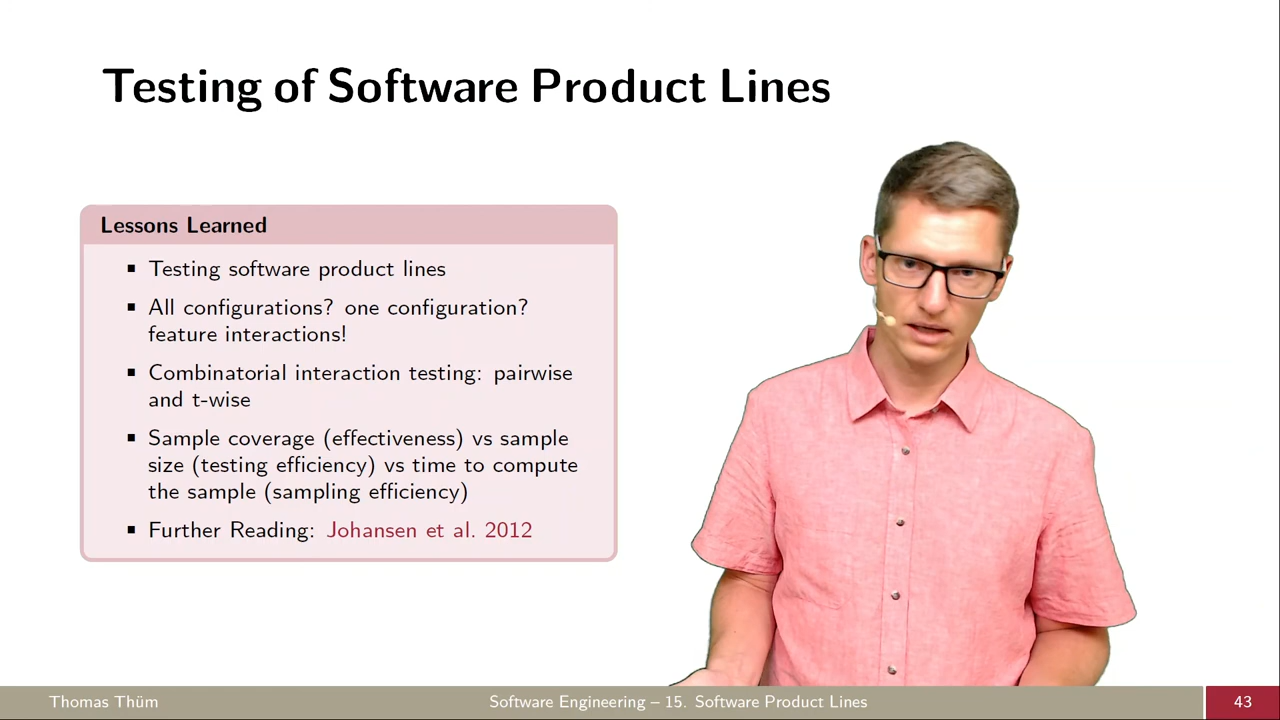 Testing of Software Product Lines
Lessons Learned
▪ Testing software product lines
▪ All configurations? one configuration?
feature interactions!
▪ Combinatorial interaction testing: pairwise
and t-wise
▪ Sample coverage (effectiveness) vs sample
size (testing efficiency) vs time to compute
the sample (sampling efficiency)
▪ Further Reading: Johansen et al. 2012
Thomas Thüm
Software Engineering – 15. Software Product Lines
43